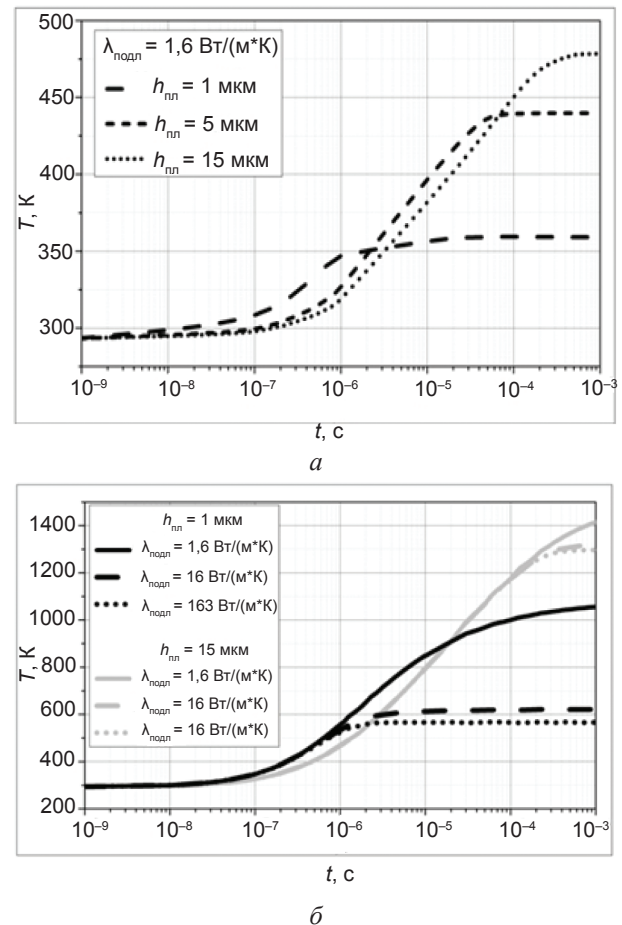 500
450
400
350
300
T, К
λподл = 1,6 Вт/(м*К)
hпл = 1 мкм
hпл = 5 мкм
hпл = 15 мкм
10⁻⁹ 10⁻⁸ 10⁻⁷ 10⁻⁶ 10⁻⁵ 10⁻⁴ 10⁻³
t, с
а
1400
1200
1000
800
600
400
200
T, К
hпл = 1 мкм
λподл = 1,6 Вт/(м*К)
λподл = 16 Вт/(м*К)
λподл = 163 Вт/(м*К)
hпл = 15 мкм
λподл = 1,6 Вт/(м*К)
λподл = 16 Вт/(м*К)
λподл = 16 Вт/(м*К)
10⁻⁹ 10⁻⁸ 10⁻⁷ 10⁻⁶ 10⁻⁵ 10⁻⁴ 10⁻³
t, с
б